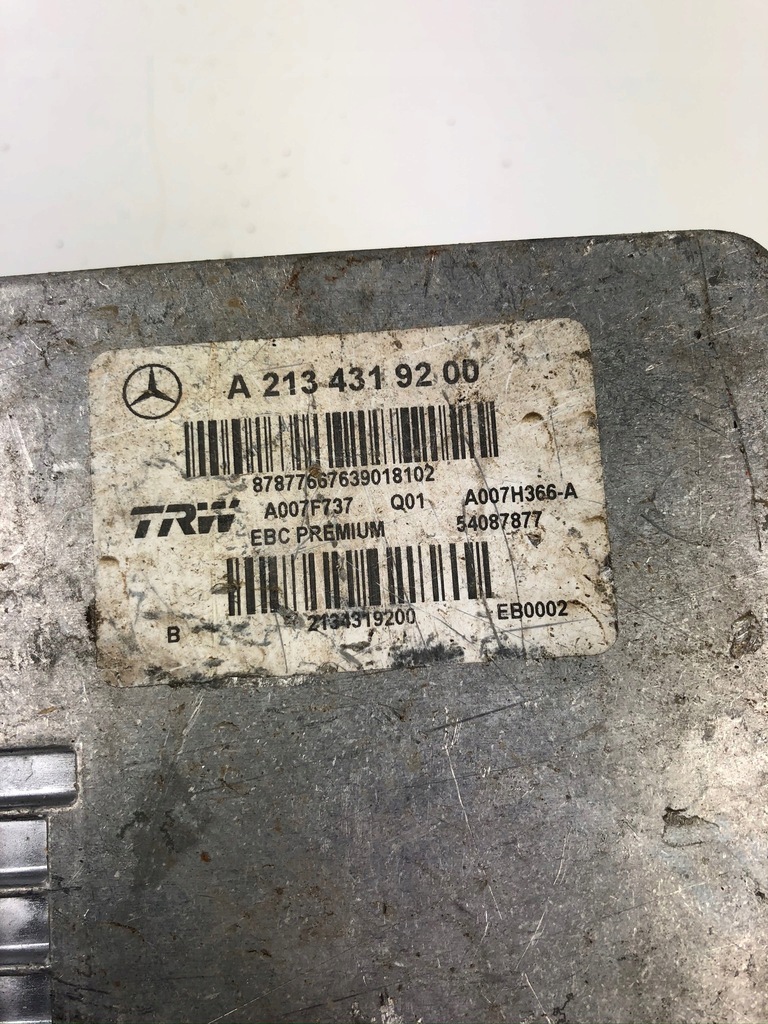 A 213 431 92 00
87877667639018102
A007F737 Q01 A007H366-A
TRW EBC PREMIUM 54087877
B 2134319200 EB0002